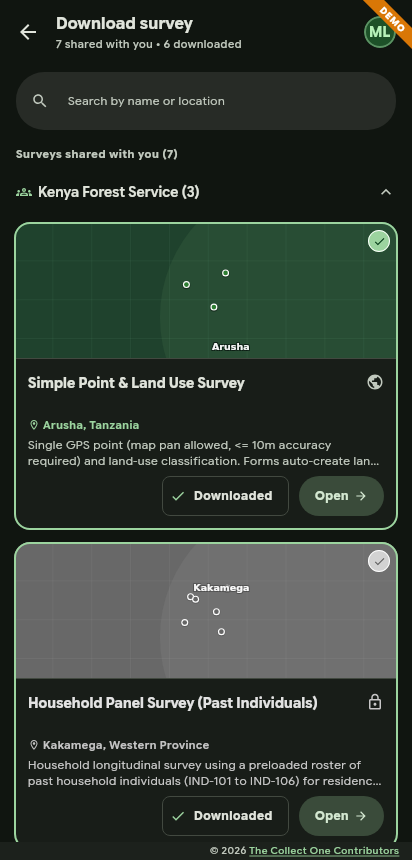 Download survey
7 shared with you • 6 downloaded
ML
DEMO
Search by name or location
Surveys shared with you (7)
Kenya Forest Service (3)
Arusha
Simple Point & Land Use Survey
Arusha, Tanzania
Single GPS point (map pan allowed, <= 10m accuracy
required) and land-use classification. Forms auto-create lan...
Downloaded
Open
Kakamega
Household Panel Survey (Past Individuals)
Kakamega, Western Province
Household longitudinal survey using a preloaded roster of
past household individuals (IND-101 to IND-106) for residenc...
Downloaded
Open
© 2026 The Collect One Contributors